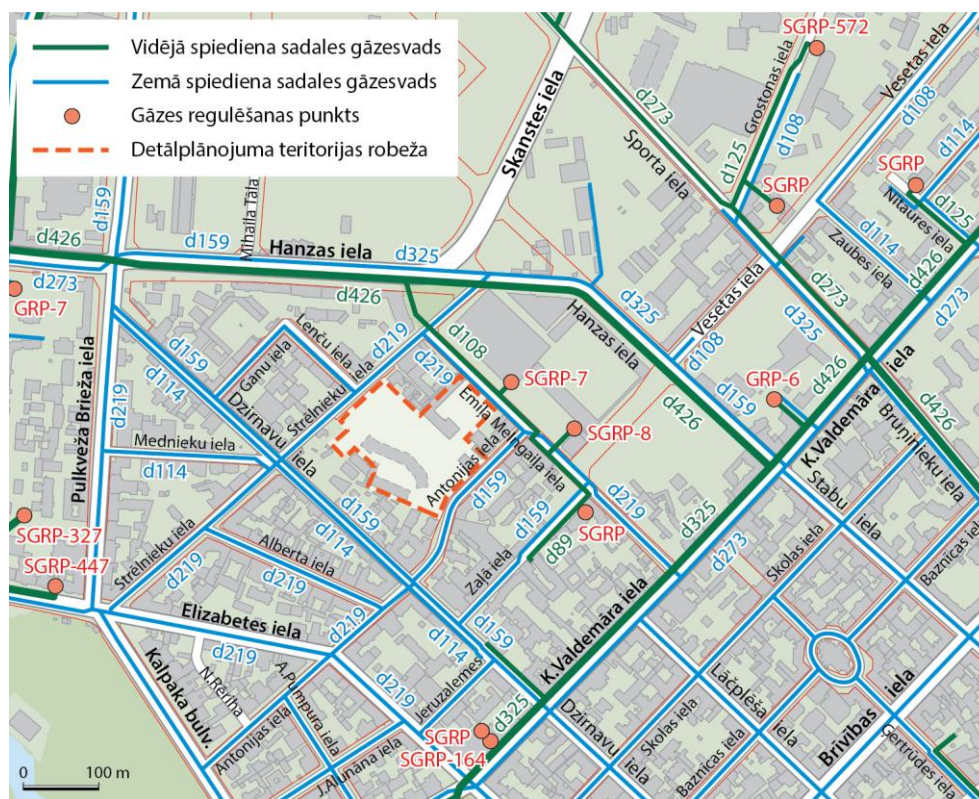 Vidējā spiediena sadales gāzesvads
Zemā spiediena sadales gāzesvads
Gāzes regulēšanas punkts
Detālplānojuma teritorijas robeža
SGRP-572
Vesetas iela
Grostonas iela
d108
d108
d114
d273
Skanstes iela
Sporta iela
d125
SGRP
SGRP
d125
Nitaures iela
d159
Mihaila Tāla
d114
Zaubes iela
d426
d426
d159
Hanzas iela
d325
Vesetas iela
d273
d273
d273
GRP-7
d426
Hanzas iela
d325
d325
d108
d108
d159
Lenču iela
d219
d219
d426
K.Valdemāra iela
Ganu iela
Strēlnieku iela
SGRP-7
GRP-6
d159
d426
d114
d219
Dzirnavu iela
Emīla Melngaiļa iela
d426
Bruņinieku iela
Pulkveža Brieža iela
Mednieku iela
SGRP-8
d114
Antonijas iela
d159
Stabu iela
d219
d159
SGRP-327
d159
SGRP
d325
d273
Skolas iela
Baznīcas iela
Strēlnieku iela
Alberta iela
d114
d89
SGRP-447
d219
d219
Zaļā iela
K.Valdemāra iela
Elizabetes iela
d219
d159
d219
d114
Lačplēša iela
Kalpaka bulv.
N.Rēriha
A.Pumpura iela
d219
Jeruzalemes
Brīvības iela
Antonijas iela
d325
Dzirnavu iela
Skolas iela
SGRP
J.Alunāna iela
SGRP-164
Baznīcas iela
Ģertrūdes iela
0 100 m